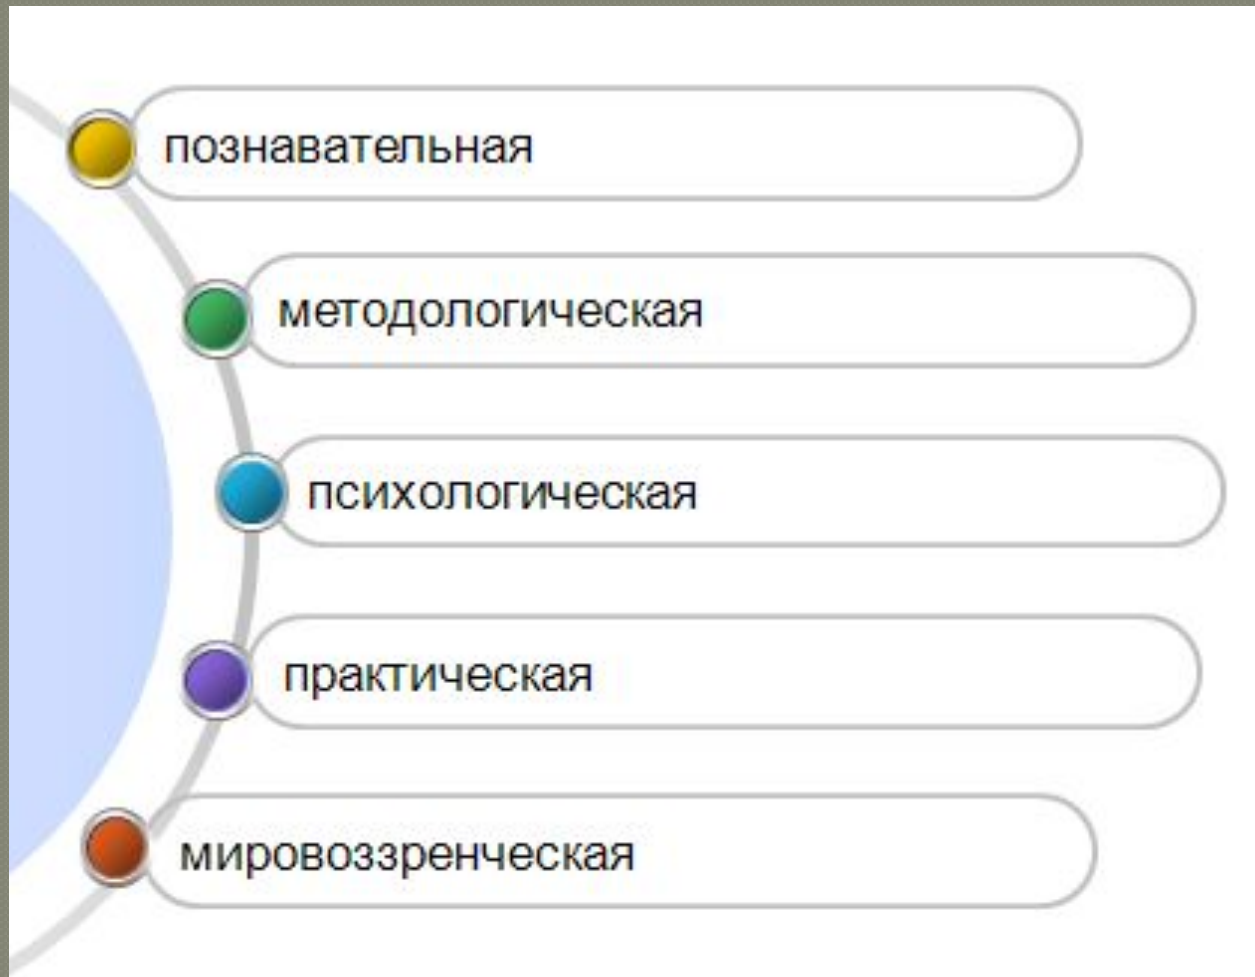 познавательная
методологическая
психологическая
практическая
мировоззренческая